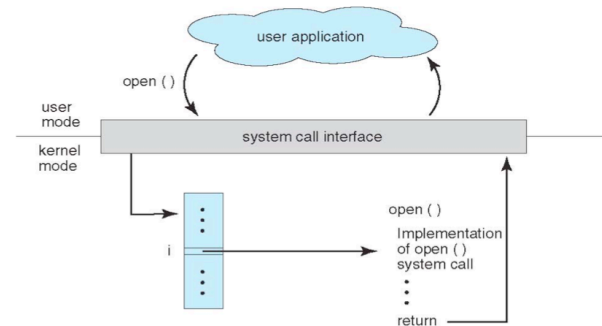 user application
open ( )
user
mode
system call interface
kernel
mode
i
open ( )
Implementation
of open ( )
system call
return